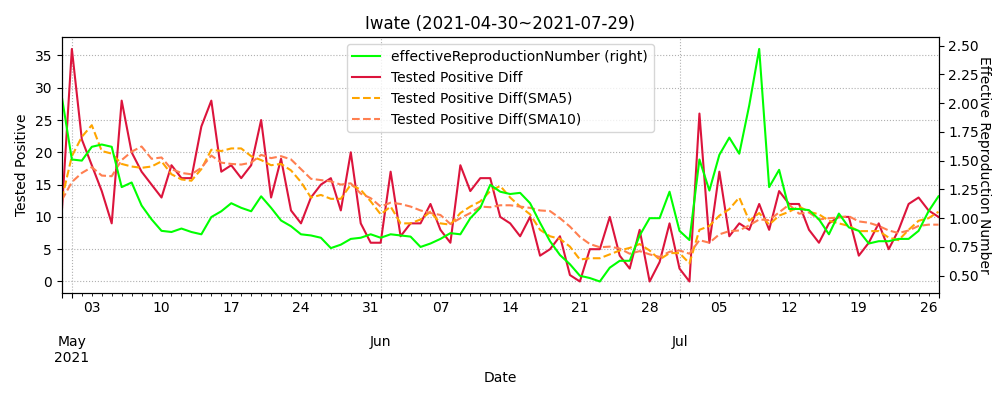 Iwate (2021-04-30~2021-07-29)
effectiveReproductionNumber (right)
Tested Positive Diff
Tested Positive Diff(SMA5)
Tested Positive Diff(SMA10)
Tested Positive
35
30
25
20
15
10
5
0
2.50
2.25
2.00
1.75
1.50
1.25
1.00
0.75
0.50
Effective Reproduction Number
03 10 17 24 31 07 14 21 28 05 12 19 26
May Jun Jul
2021
Date